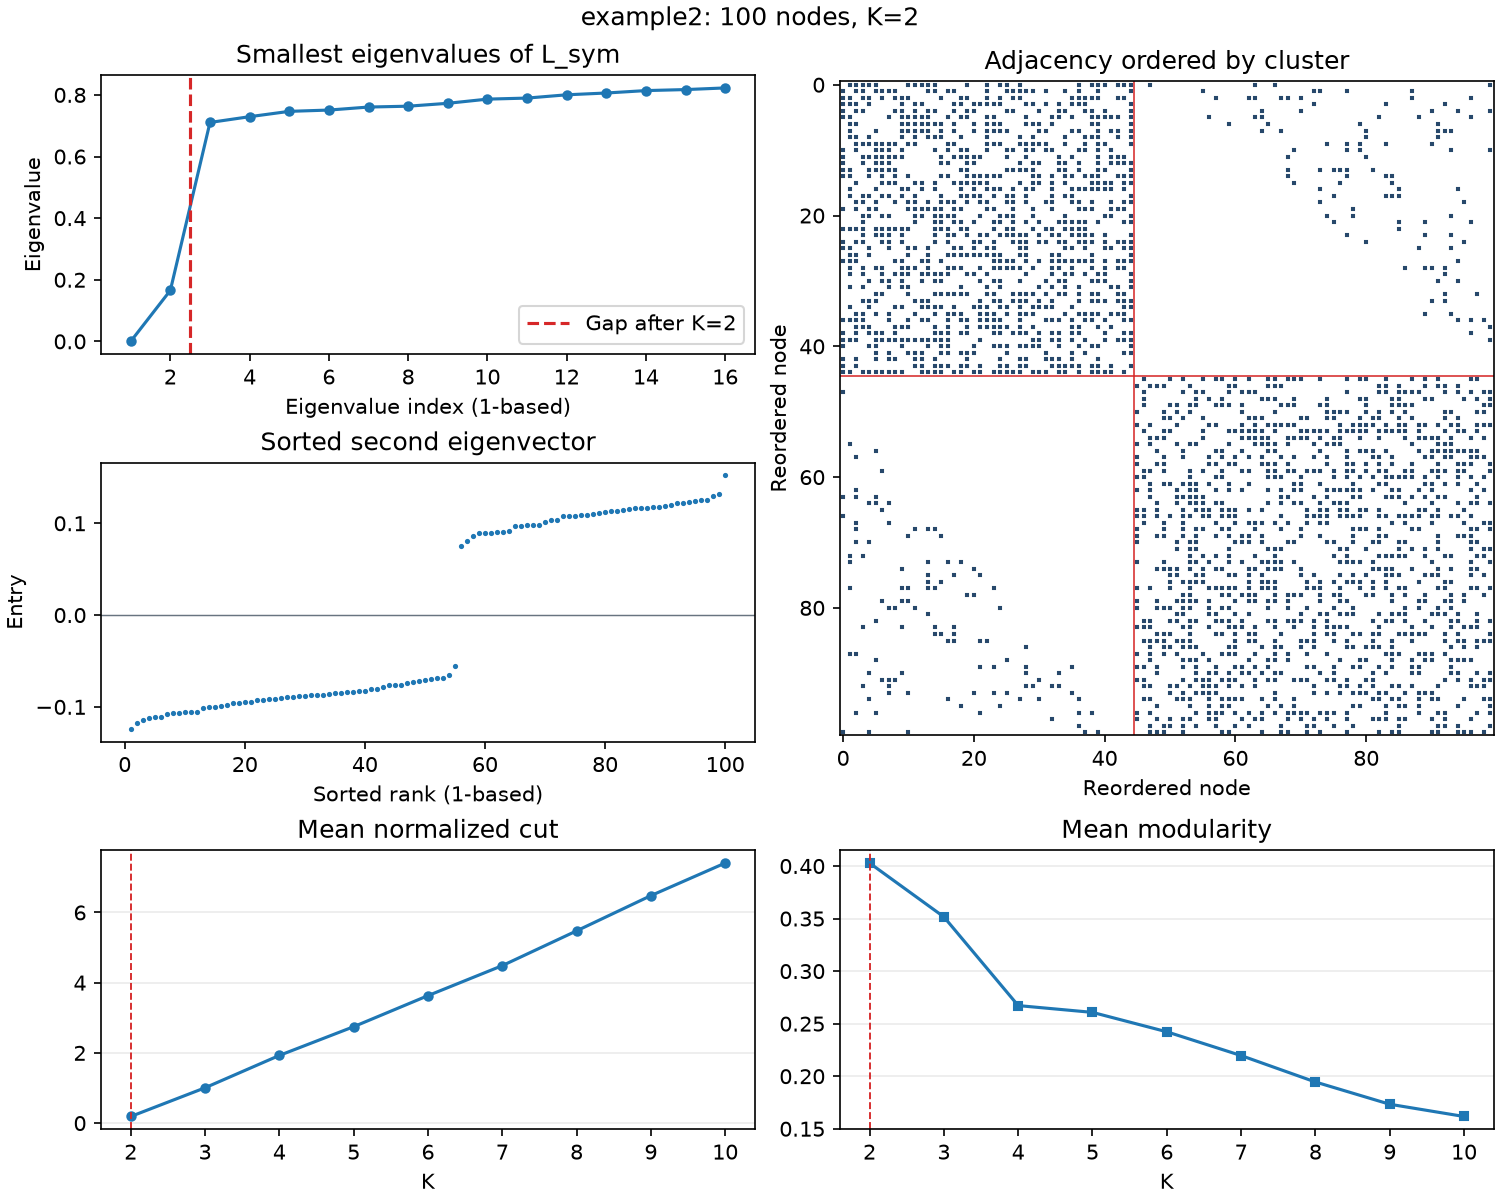 example2: 100 nodes, K=2
Smallest eigenvalues of L_sym
Eigenvalue
0.8
0.6
0.4
0.2
0.0
Gap after K=2
2 4 6 8 10 12 14 16
Eigenvalue index (1-based)
Adjacency ordered by cluster
Reordered node
0
20
40
60
80
0 20 40 60 80
Reordered node
Sorted second eigenvector
Entry
0.1
0.0
−0.1
0 20 40 60 80 100
Sorted rank (1-based)
Mean normalized cut
6
4
2
0
2 3 4 5 6 7 8 9 10
K
Mean modularity
0.40
0.35
0.30
0.25
0.20
0.15
2 3 4 5 6 7 8 9 10
K